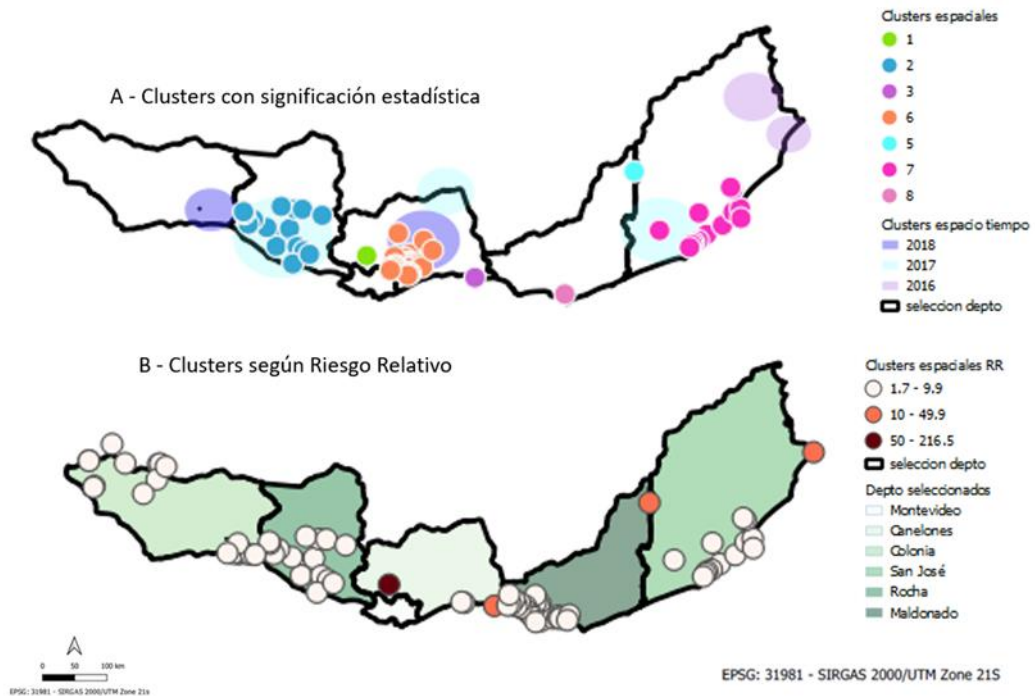 Clusters espaciales
1
2
3
6
5
7
8
Clusters espacio tiempo
2018
2017
2016
seleccion depto
A - Clusters con significación estadística
B - Clusters según Riesgo Relativo
Clusters espaciales RR
1.7 - 9.9
10 - 49.9
50 - 216.5
seleccion depto
Depto seleccionados
Montevideo
Canelones
Colonia
San José
Rocha
Maldonado
0 50 100 km
EPSG: 31981 - SIRGAS 2000/UTM Zone 21s
EPSG: 31981 - SIRGAS 2000/UTM Zone 21S